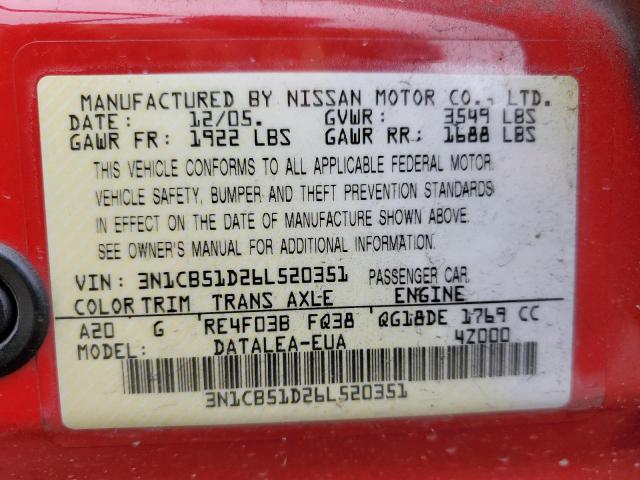 MANUFACTURED BY NISSAN MOTOR CO., LTD.
DATE: 12/05. GVWR: 3549 LBS
GAWR FR: 1922 LBS GAWR RR: 1688 LBS
THIS VEHICLE CONFORMS TO ALL APPLICABLE FEDERAL MOTOR
VEHICLE SAFETY, BUMPER AND THEFT PREVENTION STANDARDS
IN EFFECT ON THE DATE OF MANUFACTURE SHOWN ABOVE.
SEE OWNER'S MANUAL FOR ADDITIONAL INFORMATION.
VIN: 3N1CB51D26L520351 PASSENGER CAR
COLOR TRIM TRANS AXLE ENGINE
A20 G RE4F03B FQ38 QG18DE 1769 CC
MODEL: DATALEA-EUA 4Z000
3N1CB51D26L520351